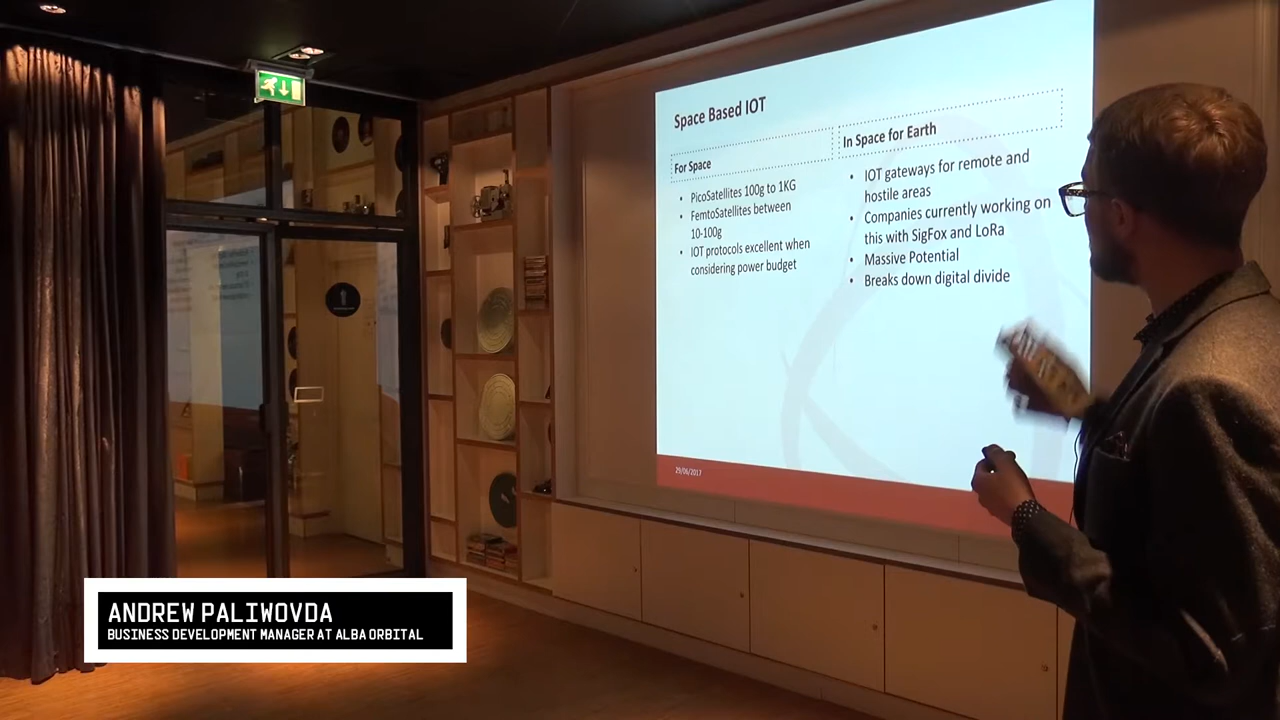 Space Based IOT
For Space
• PicoSatellites 100g to 1KG
• FemtoSatellites between
10-100g
• IOT protocols excellent when
considering power budget
In Space for Earth
• IOT gateways for remote and
hostile areas
• Companies currently working on
this with SigFox and LoRa
• Massive Potential
• Breaks down digital divide
29/06/2017
ANDREW PALIWOVDA
BUSINESS DEVELOPMENT MANAGER AT ALBA ORBITAL